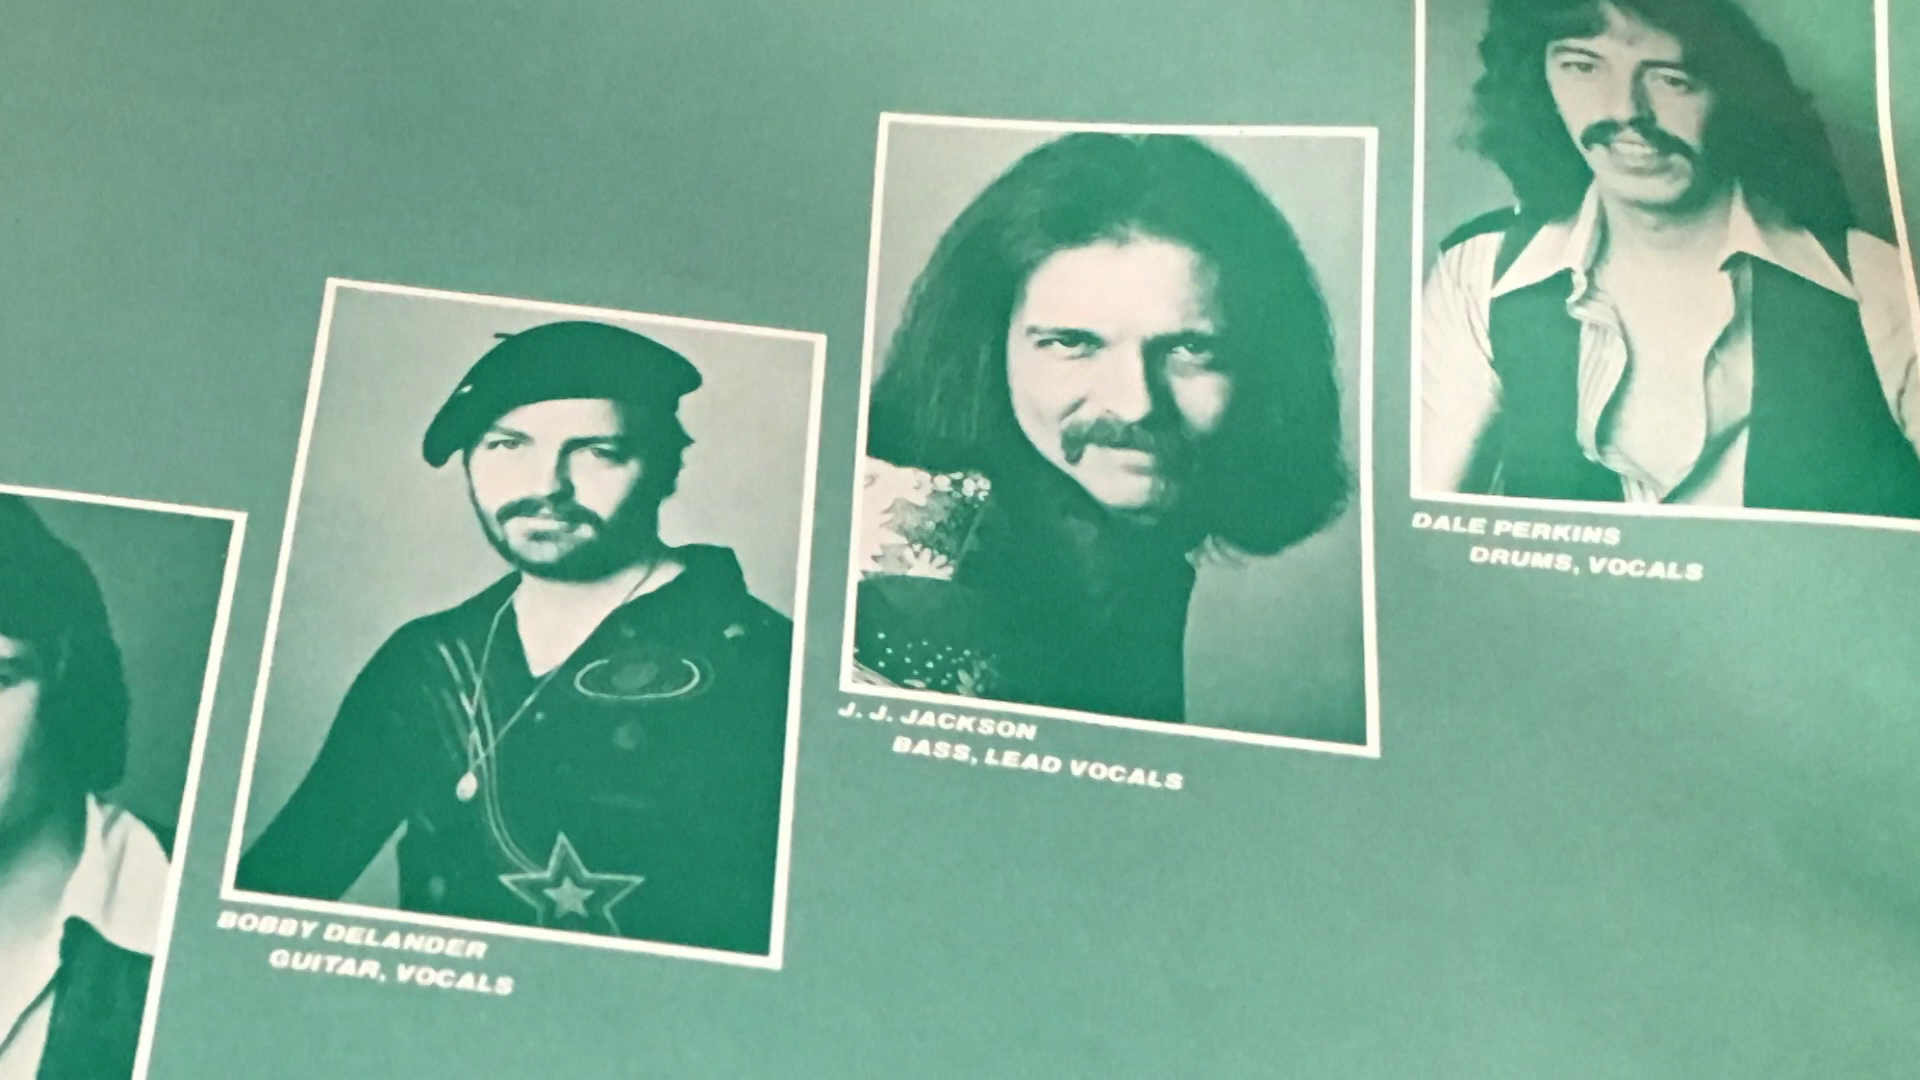 BOBBY DELANDER
GUITAR, VOCALS
J. J. JACKSON
BASS, LEAD VOCALS
DALE PERKINS
DRUMS, VOCALS